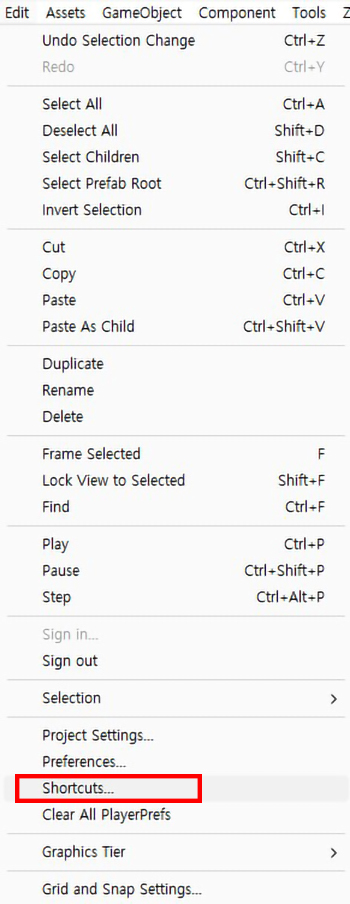 Edit Assets GameObject Component Tools
Undo Selection Change Ctrl+Z
Redo Ctrl+Y
Select All Ctrl+A
Deselect All Shift+D
Select Children Shift+C
Select Prefab Root Ctrl+Shift+R
Invert Selection Ctrl+I
Cut Ctrl+X
Copy Ctrl+C
Paste Ctrl+V
Paste As Child Ctrl+Shift+V
Duplicate
Rename
Delete
Frame Selected F
Lock View to Selected Shift+F
Find Ctrl+F
Play Ctrl+P
Pause Ctrl+Shift+P
Step Ctrl+Alt+P
Sign in...
Sign out
Selection
Project Settings...
Preferences...
Shortcuts...
Clear All PlayerPrefs
Graphics Tier
Grid and Snap Settings...